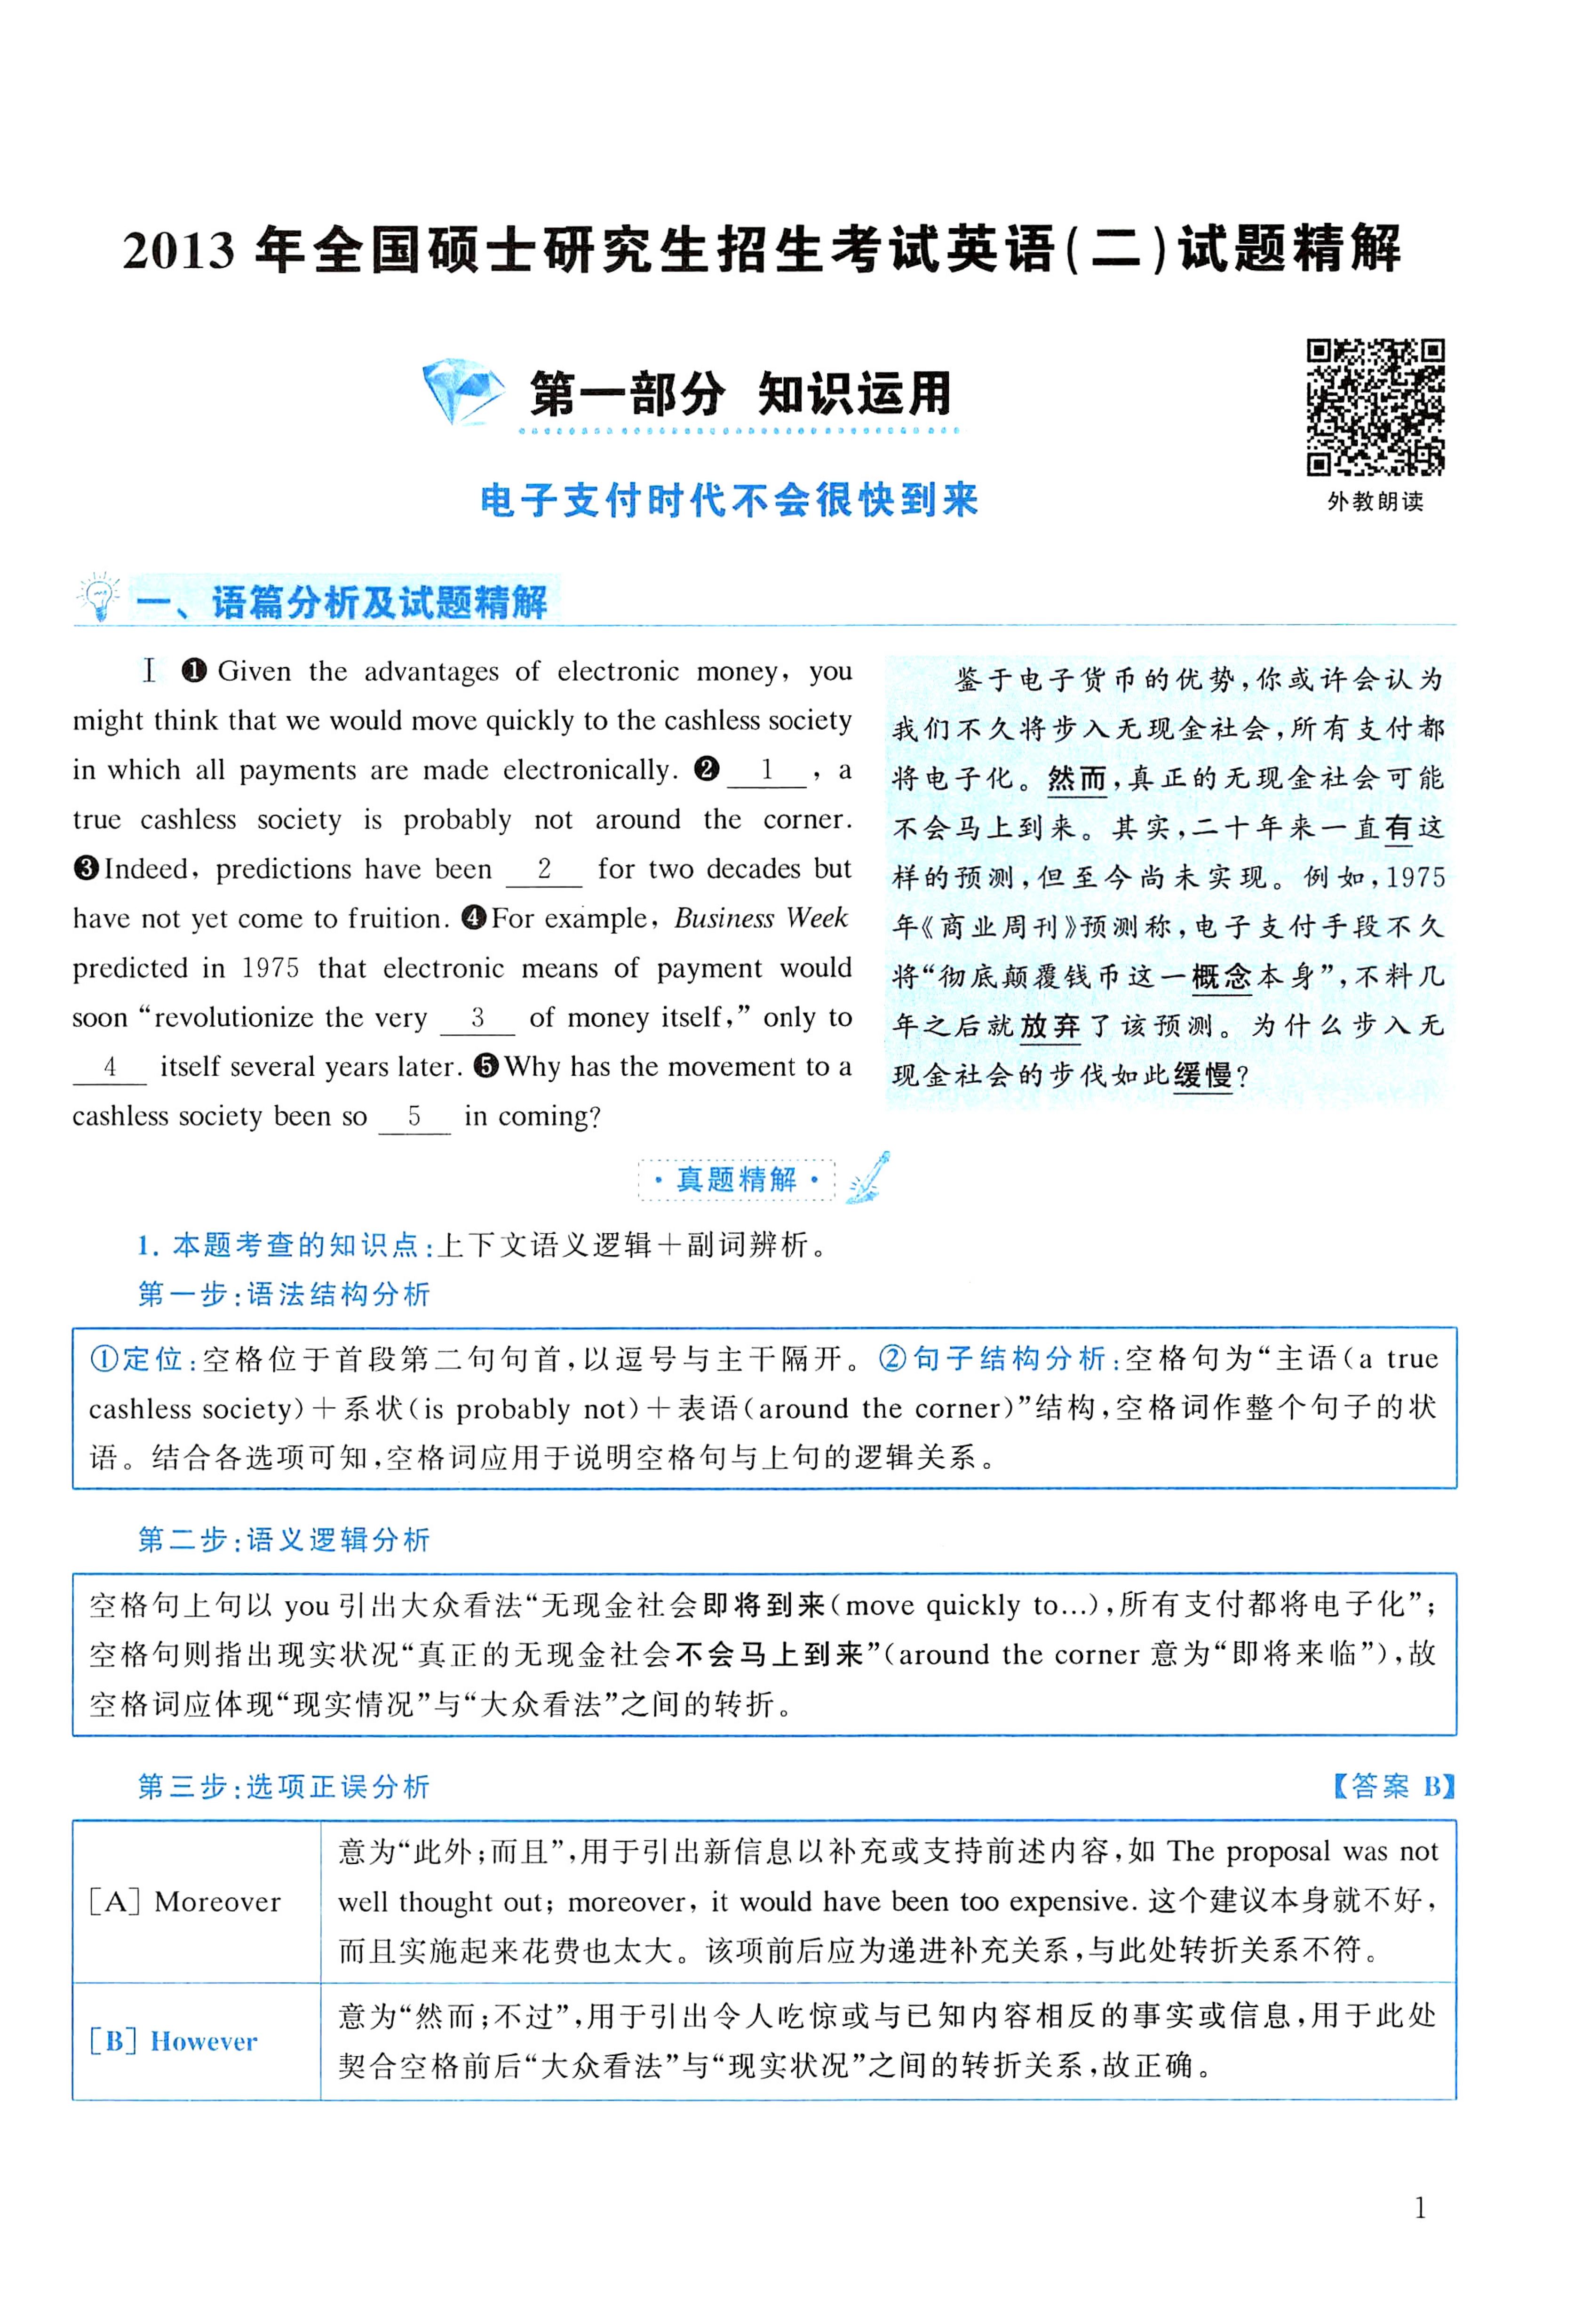 2013 年全国硕士研究生招生考试英语(二)试题精解
第一部分 知识运用
外教朗读
电子支付时代不会很快到来
一、语篇分析及试题精解
Ⅰ ❶ Given the advantages of electronic money, you
might think that we would move quickly to the cashless society
in which all payments are made electronically. ❷ 1 , a
true cashless society is probably not around the corner.
❸Indeed, predictions have been 2 for two decades but
have not yet come to fruition. ❹For example, Business Week
predicted in 1975 that electronic means of payment would
soon “revolutionize the very 3 of money itself,” only to
4 itself several years later. ❺Why has the movement to a
cashless society been so 5 in coming?
鉴于电子货币的优势,你或许会认为
我们不久将步入无现金社会,所有支付都
将电子化。然而,真正的无现金社会可能
不会马上到来。其实,二十年来一直有这
样的预测,但至今尚未实现。例如,1975
年《商业周刊》预测称,电子支付手段不久
将“彻底颠覆钱币这一概念本身”,不料几
年之后就放弃了该预测。为什么步入无
现金社会的步伐如此缓慢?
·真题精解·
1. 本题考查的知识点:上下文语义逻辑+副词辨析。
第一步:语法结构分析
①定位:空格位于首段第二句句首,以逗号与主干隔开。②句子结构分析:空格句为“主语(a true
cashless society)+系状(is probably not)+表语(around the corner)”结构,空格词作整个句子的状
语。结合各选项可知,空格词应用于说明空格句与上句的逻辑关系。
第二步:语义逻辑分析
空格句上句以 you 引出大众看法“无现金社会即将到来(move quickly to…),所有支付都将电子化”;
空格句则指出现实状况“真正的无现金社会不会马上到来”(around the corner 意为“即将来临”),故
空格词应体现“现实情况”与“大众看法”之间的转折。
第三步:选项正误分析 【答案 B】
[A] Moreover
意为“此外;而且”,用于引出新信息以补充或支持前述内容,如 The proposal was not
well thought out; moreover, it would have been too expensive. 这个建议本身就不好,
而且实施起来花费也太大。该项前后应为递进补充关系,与此处转折关系不符。
[B] However
意为“然而;不过”,用于引出令人吃惊或与已知内容相反的事实或信息,用于此处
契合空格前后“大众看法”与“现实状况”之间的转折关系,故正确。
1